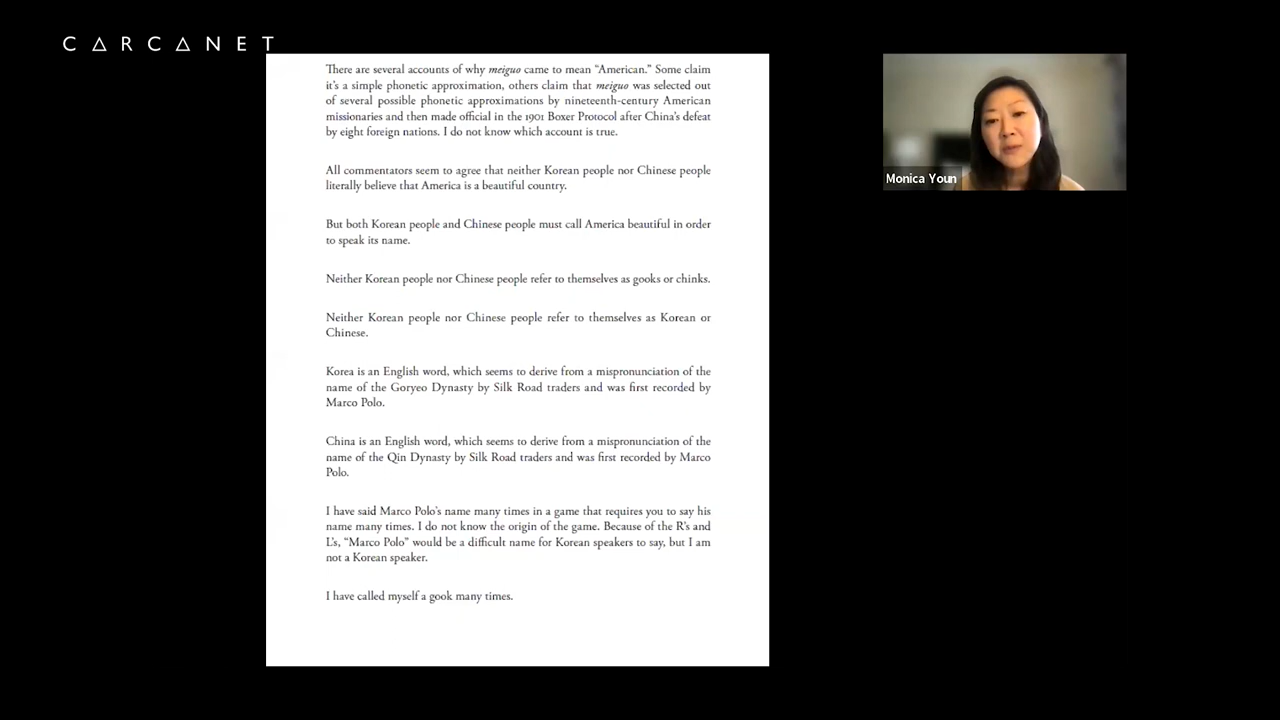 CARCANET
There are several accounts of why meiguo came to mean “American.” Some claim
it’s a simple phonetic approximation, others claim that meiguo was selected out
of several possible phonetic approximations by nineteenth-century American
missionaries and then made official in the 1901 Boxer Protocol after China’s defeat
by eight foreign nations. I do not know which account is true.
All commentators seem to agree that neither Korean people nor Chinese people
literally believe that America is a beautiful country.
But both Korean people and Chinese people must call America beautiful in order
to speak its name.
Neither Korean people nor Chinese people refer to themselves as gooks or chinks.
Neither Korean people nor Chinese people refer to themselves as Korean or
Chinese.
Korea is an English word, which seems to derive from a mispronunciation of the
name of the Goryeo Dynasty by Silk Road traders and was first recorded by
Marco Polo.
China is an English word, which seems to derive from a mispronunciation of the
name of the Qin Dynasty by Silk Road traders and was first recorded by Marco
Polo.
I have said Marco Polo’s name many times in a game that requires you to say his
name many times. I do not know the origin of the game. Because of the R’s and
L’s, “Marco Polo” would be a difficult name for Korean speakers to say, but I am
not a Korean speaker.
I have called myself a gook many times.
Monica Youn